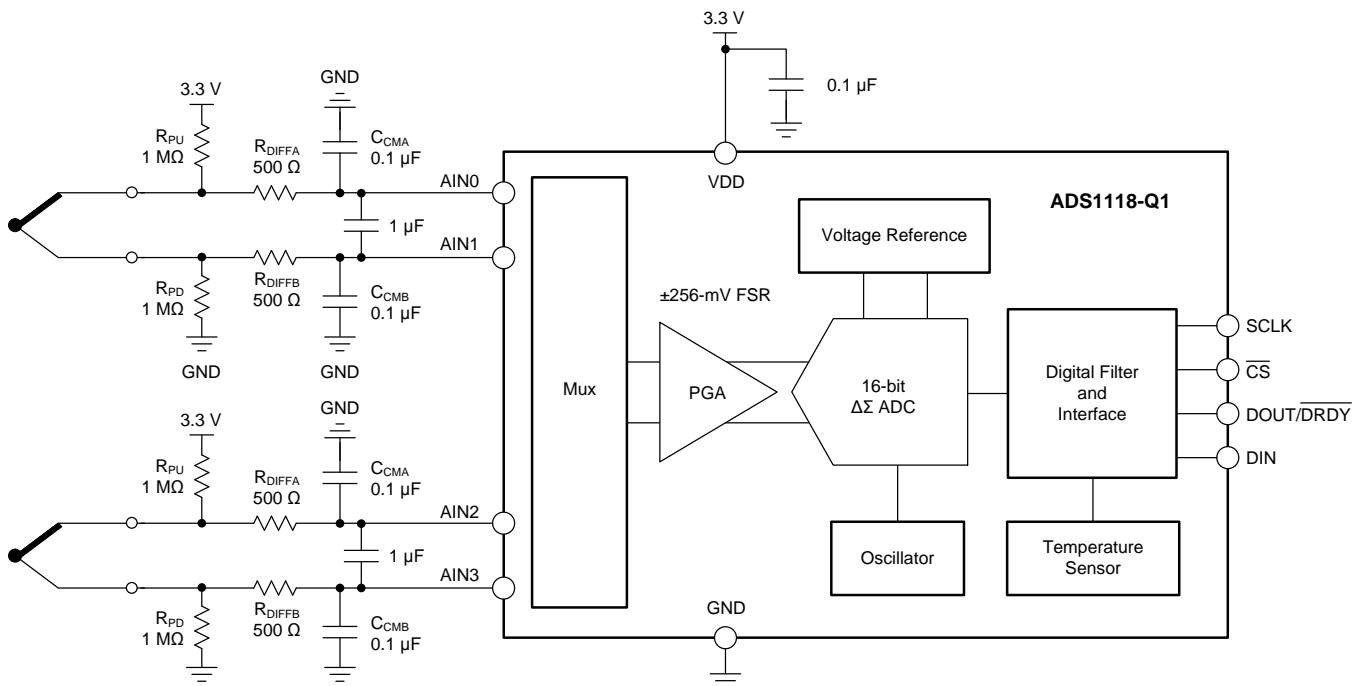 3.3 V
0.1 µF
VDD
ADS1118-Q1
3.3 V
GND
R_PU
1 MΩ
R_DIFFA
500 Ω
C_CMA
0.1 µF
AIN0
1 µF
AIN1
R_PD
1 MΩ
GND
R_DIFFB
500 Ω
C_CMB
0.1 µF
GND
3.3 V
GND
R_PU
1 MΩ
R_DIFFA
500 Ω
C_CMA
0.1 µF
AIN2
1 µF
AIN3
R_PD
1 MΩ
R_DIFFB
500 Ω
C_CMB
0.1 µF
Mux
±256-mV FSR
PGA
Voltage Reference
16-bit
ΔΣ ADC
Oscillator
Digital Filter
and
Interface
Temperature
Sensor
SCLK
C̅S̅
DOUT/D̅R̅D̅Y̅
DIN
GND